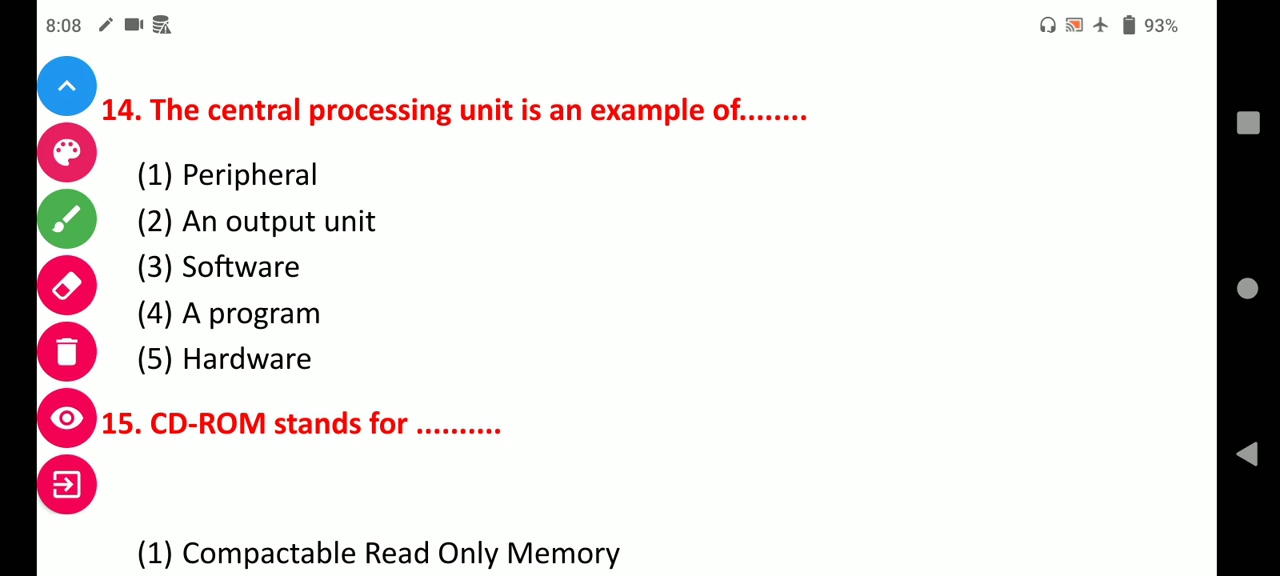 8:08
93%
14. The central processing unit is an example of........
(1) Peripheral
(2) An output unit
(3) Software
(4) A program
(5) Hardware
15. CD-ROM stands for ..........
(1) Compactable Read Only Memory